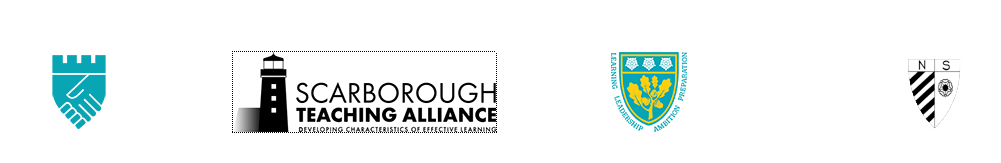 SCARBOROUGH
TEACHING ALLIANCE
DEVELOPING CHARACTERISTICS OF EFFECTIVE LEARNING
LEARNING LEADERSHIP AMBITION PREPARATION
N S